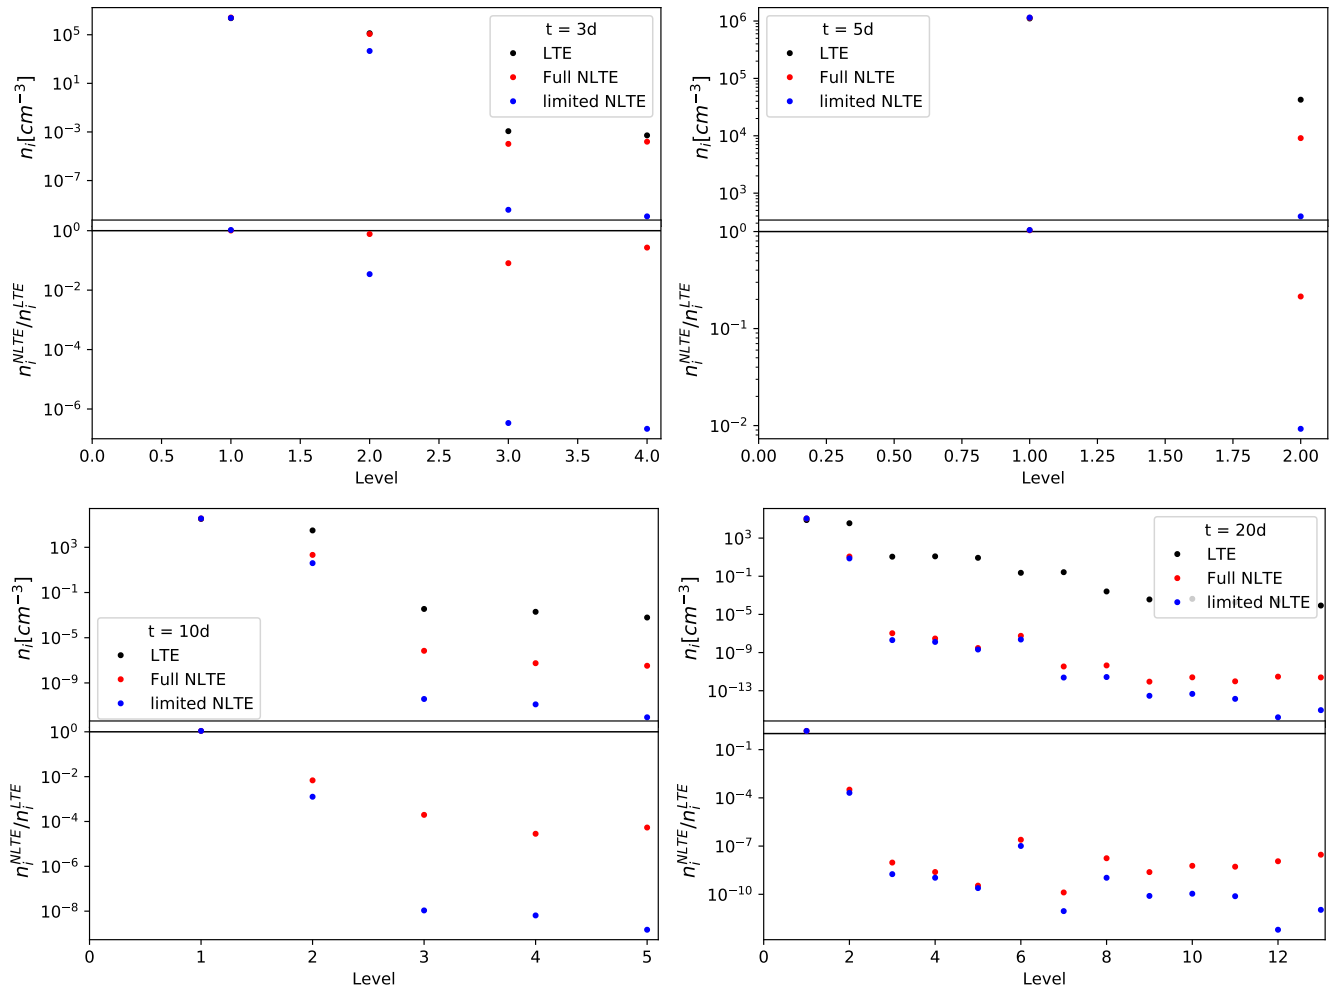 t = 3d
LTE
Full NLTE
limited NLTE
n_i[cm^{-3}]
10^5
10^1
10^{-3}
10^{-7}
n_i^{NLTE}/n_i^{LTE}
10^0
10^{-2}
10^{-4}
10^{-6}
0.0 0.5 1.0 1.5 2.0 2.5 3.0 3.5 4.0
Level
t = 5d
LTE
Full NLTE
limited NLTE
n_i[cm^{-3}]
10^6
10^5
10^4
10^3
n_i^{NLTE}/n_i^{LTE}
10^0
10^{-1}
10^{-2}
0.00 0.25 0.50 0.75 1.00 1.25 1.50 1.75 2.00
Level
t = 10d
LTE
Full NLTE
limited NLTE
n_i[cm^{-3}]
10^3
10^{-1}
10^{-5}
10^{-9}
n_i^{NLTE}/n_i^{LTE}
10^0
10^{-2}
10^{-4}
10^{-6}
10^{-8}
0 1 2 3 4 5
Level
t = 20d
LTE
Full NLTE
limited NLTE
n_i[cm^{-3}]
10^3
10^{-1}
10^{-5}
10^{-9}
10^{-13}
n_i^{NLTE}/n_i^{LTE}
10^{-1}
10^{-4}
10^{-7}
10^{-10}
0 2 4 6 8 10 12
Level